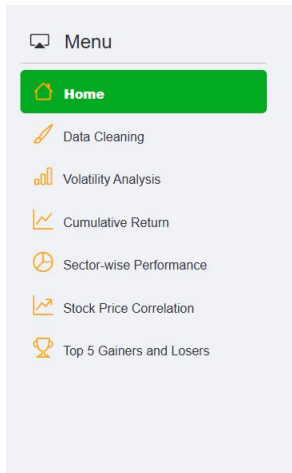 Menu
Home
Data Cleaning
Volatility Analysis
Cumulative Return
Sector-wise Performance
Stock Price Correlation
Top 5 Gainers and Losers